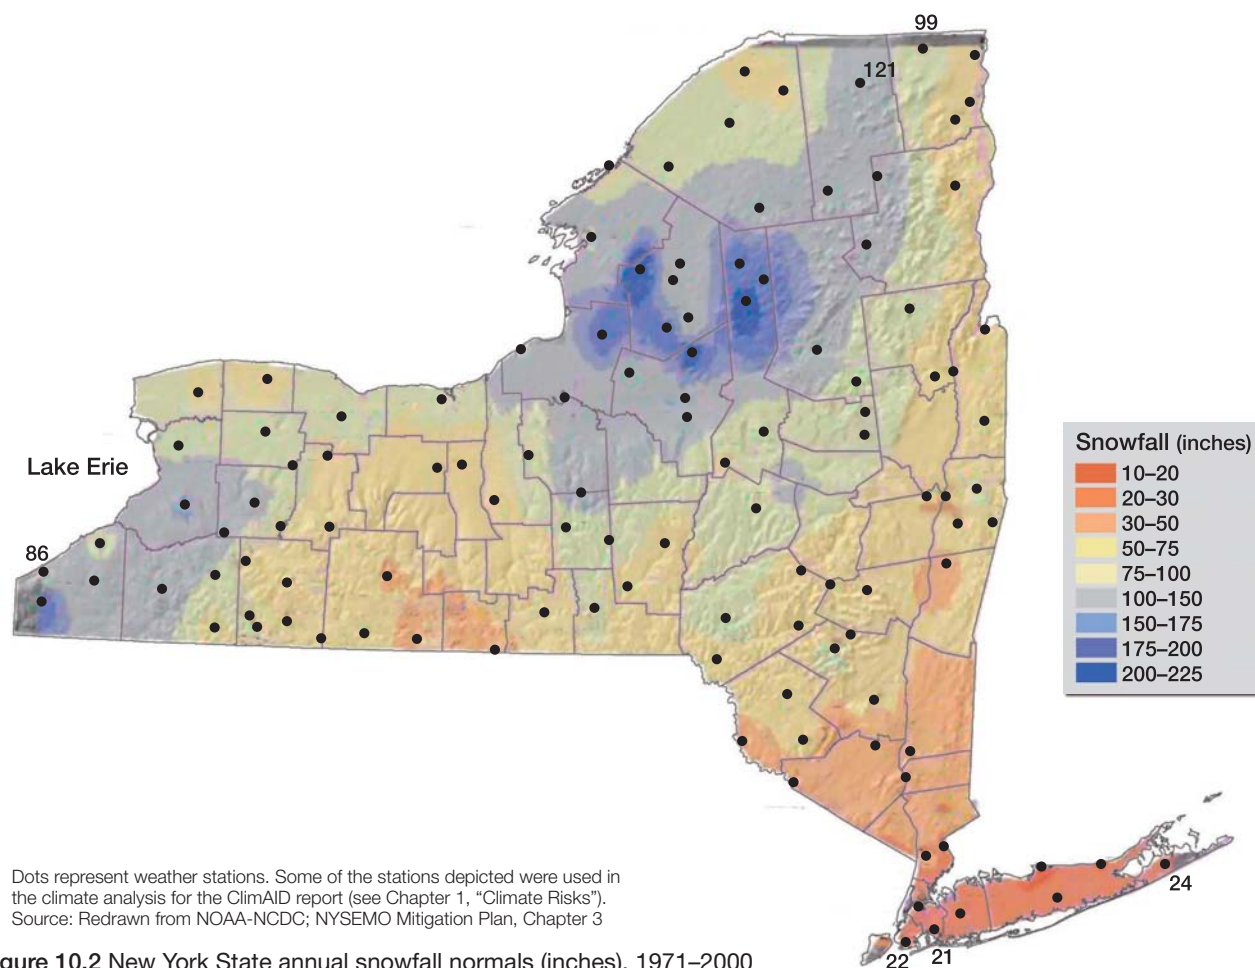 99
121
Lake Erie
86
Snowfall (inches)
10–20
20–30
30–50
50–75
75–100
100–150
150–175
175–200
200–225
24
22
21
Dots represent weather stations. Some of the stations depicted were used in
the climate analysis for the ClimAID report (see Chapter 1, “Climate Risks”).
Source: Redrawn from NOAA-NCDC; NYSEMO Mitigation Plan, Chapter 3
gure 10.2 New York State annual snowfall normals (inches), 1971–2000